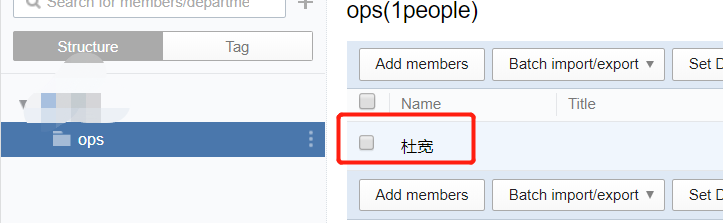 Search for members/departme
Structure
Tag
ops
ops(1people)
Add members
Batch import/export
Set D
Name
Title
杜宽
Add members
Batch import/export
Set D